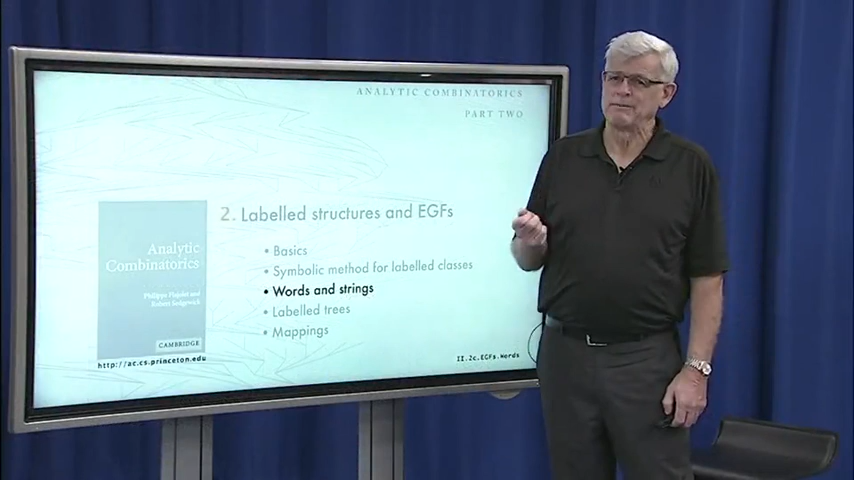 ANALYTIC COMBINATORICS
PART TWO
2. Labelled structures and EGFs
• Basics
• Symbolic method for labelled classes
• Words and strings
• Labelled trees
• Mappings
Analytic
Combinatorics
Philippe Flajolet and
Robert Sedgewick
CAMBRIDGE
http://ac.cs.princeton.edu
II.2c.EGFs.Words